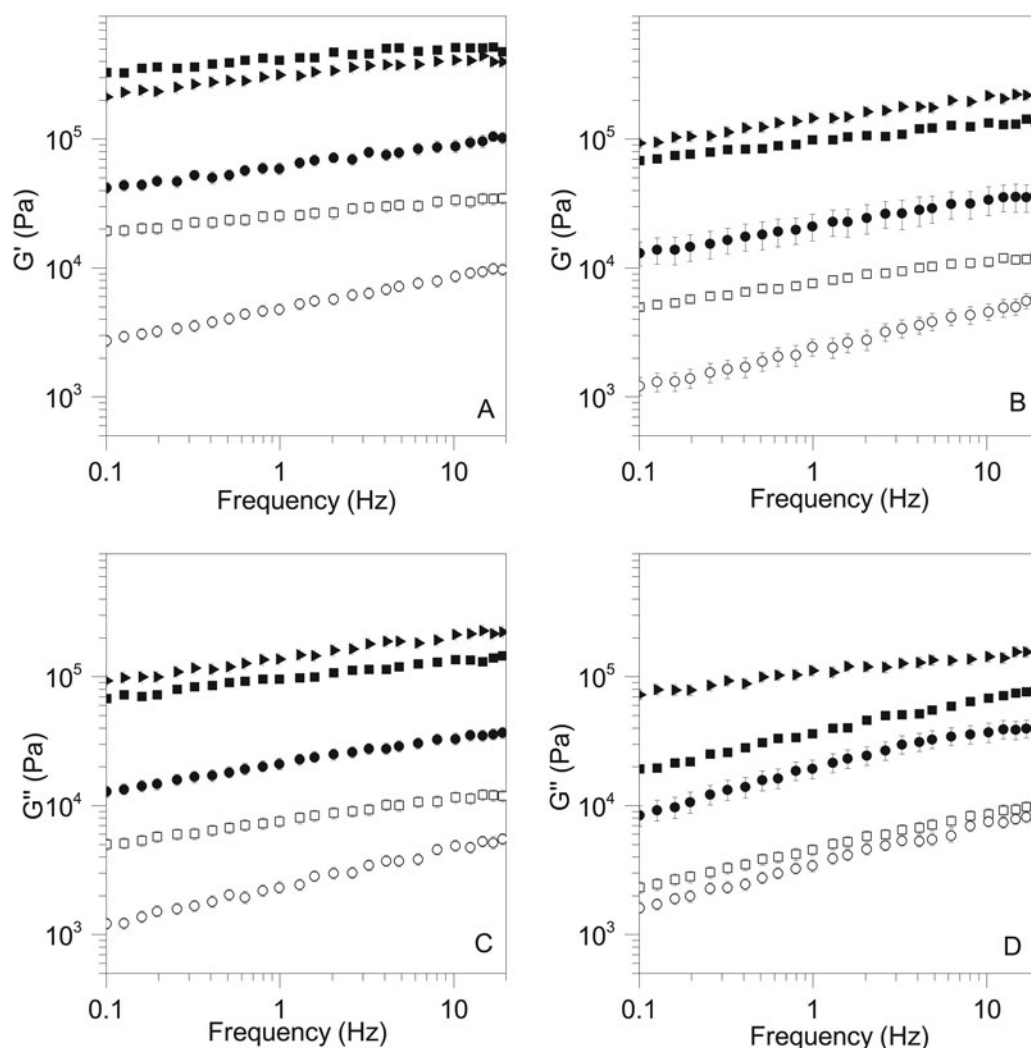 G' (Pa)
10⁵
10⁴
10³
A
0.1 1 10
Frequency (Hz)
G' (Pa)
10⁵
10⁴
10³
B
0.1 1 10
Frequency (Hz)
G'' (Pa)
10⁵
10⁴
10³
C
0.1 1 10
Frequency (Hz)
G'' (Pa)
10⁵
10⁴
10³
D
0.1 1 10
Frequency (Hz)